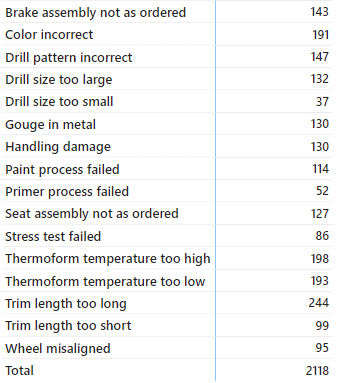 Brake assembly not as ordered 143
Color incorrect 191
Drill pattern incorrect 147
Drill size too large 132
Drill size too small 37
Gouge in metal 130
Handling damage 130
Paint process failed 114
Primer process failed 52
Seat assembly not as ordered 127
Stress test failed 86
Thermoform temperature too high 198
Thermoform temperature too low 193
Trim length too long 244
Trim length too short 99
Wheel misaligned 95
Total 2118